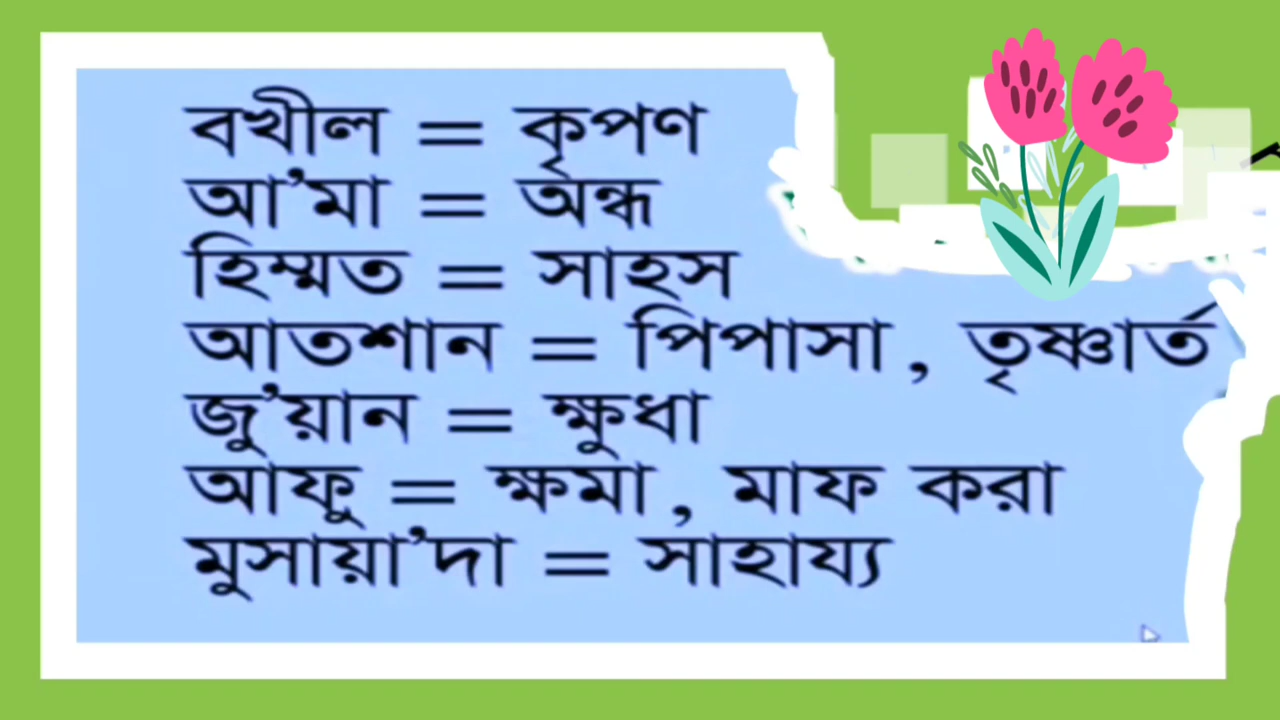 বখীল = কৃপণ
আ’মা = অন্ধ
হিম্মত = সাহস
আতশান = পিপাসা, তৃষ্ণার্ত
জু’য়ান = ক্ষুধা
আফু = ক্ষমা, মাফ করা
মুসায়া’দা = সাহায্য